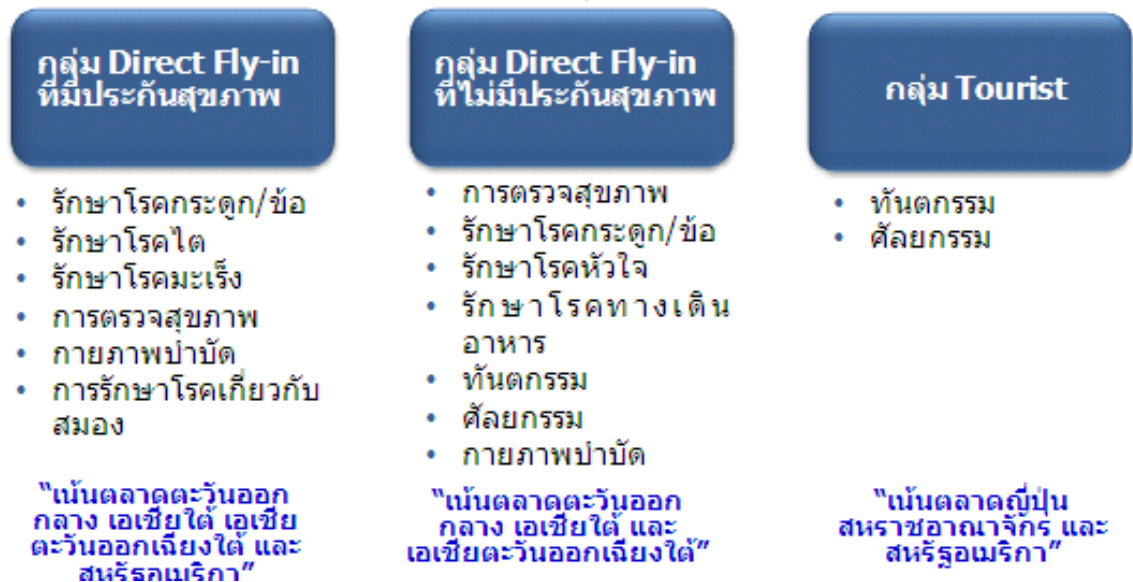 กลุ่ม Direct Fly-in
ที่มีประกันสุขภาพ
• รักษาโรคกระดูก/ข้อ
• รักษาโรคไต
• รักษาโรคมะเร็ง
• การตรวจสุขภาพ
• กายภาพบำบัด
• การรักษาโรคเกี่ยวกับ
สมอง
“เน้นตลาดตะวันออก
กลาง เอเชียใต้ เอเชีย
ตะวันออกเฉียงใต้ และ
สหรัฐอเมริกา”
กลุ่ม Direct Fly-in
ที่ไม่มีประกันสุขภาพ
• การตรวจสุขภาพ
• รักษาโรคกระดูก/ข้อ
• รักษาโรคหัวใจ
• รักษาโรคทางเดิน
อาหาร
• ทันตกรรม
• ศัลยกรรม
• กายภาพบำบัด
“เน้นตลาดตะวันออก
กลาง เอเชียใต้ และ
เอเชียตะวันออกเฉียงใต้”
กลุ่ม Tourist
• ทันตกรรม
• ศัลยกรรม
“เน้นตลาดญี่ปุ่น
สหราชอาณาจักร และ
สหรัฐอเมริกา”